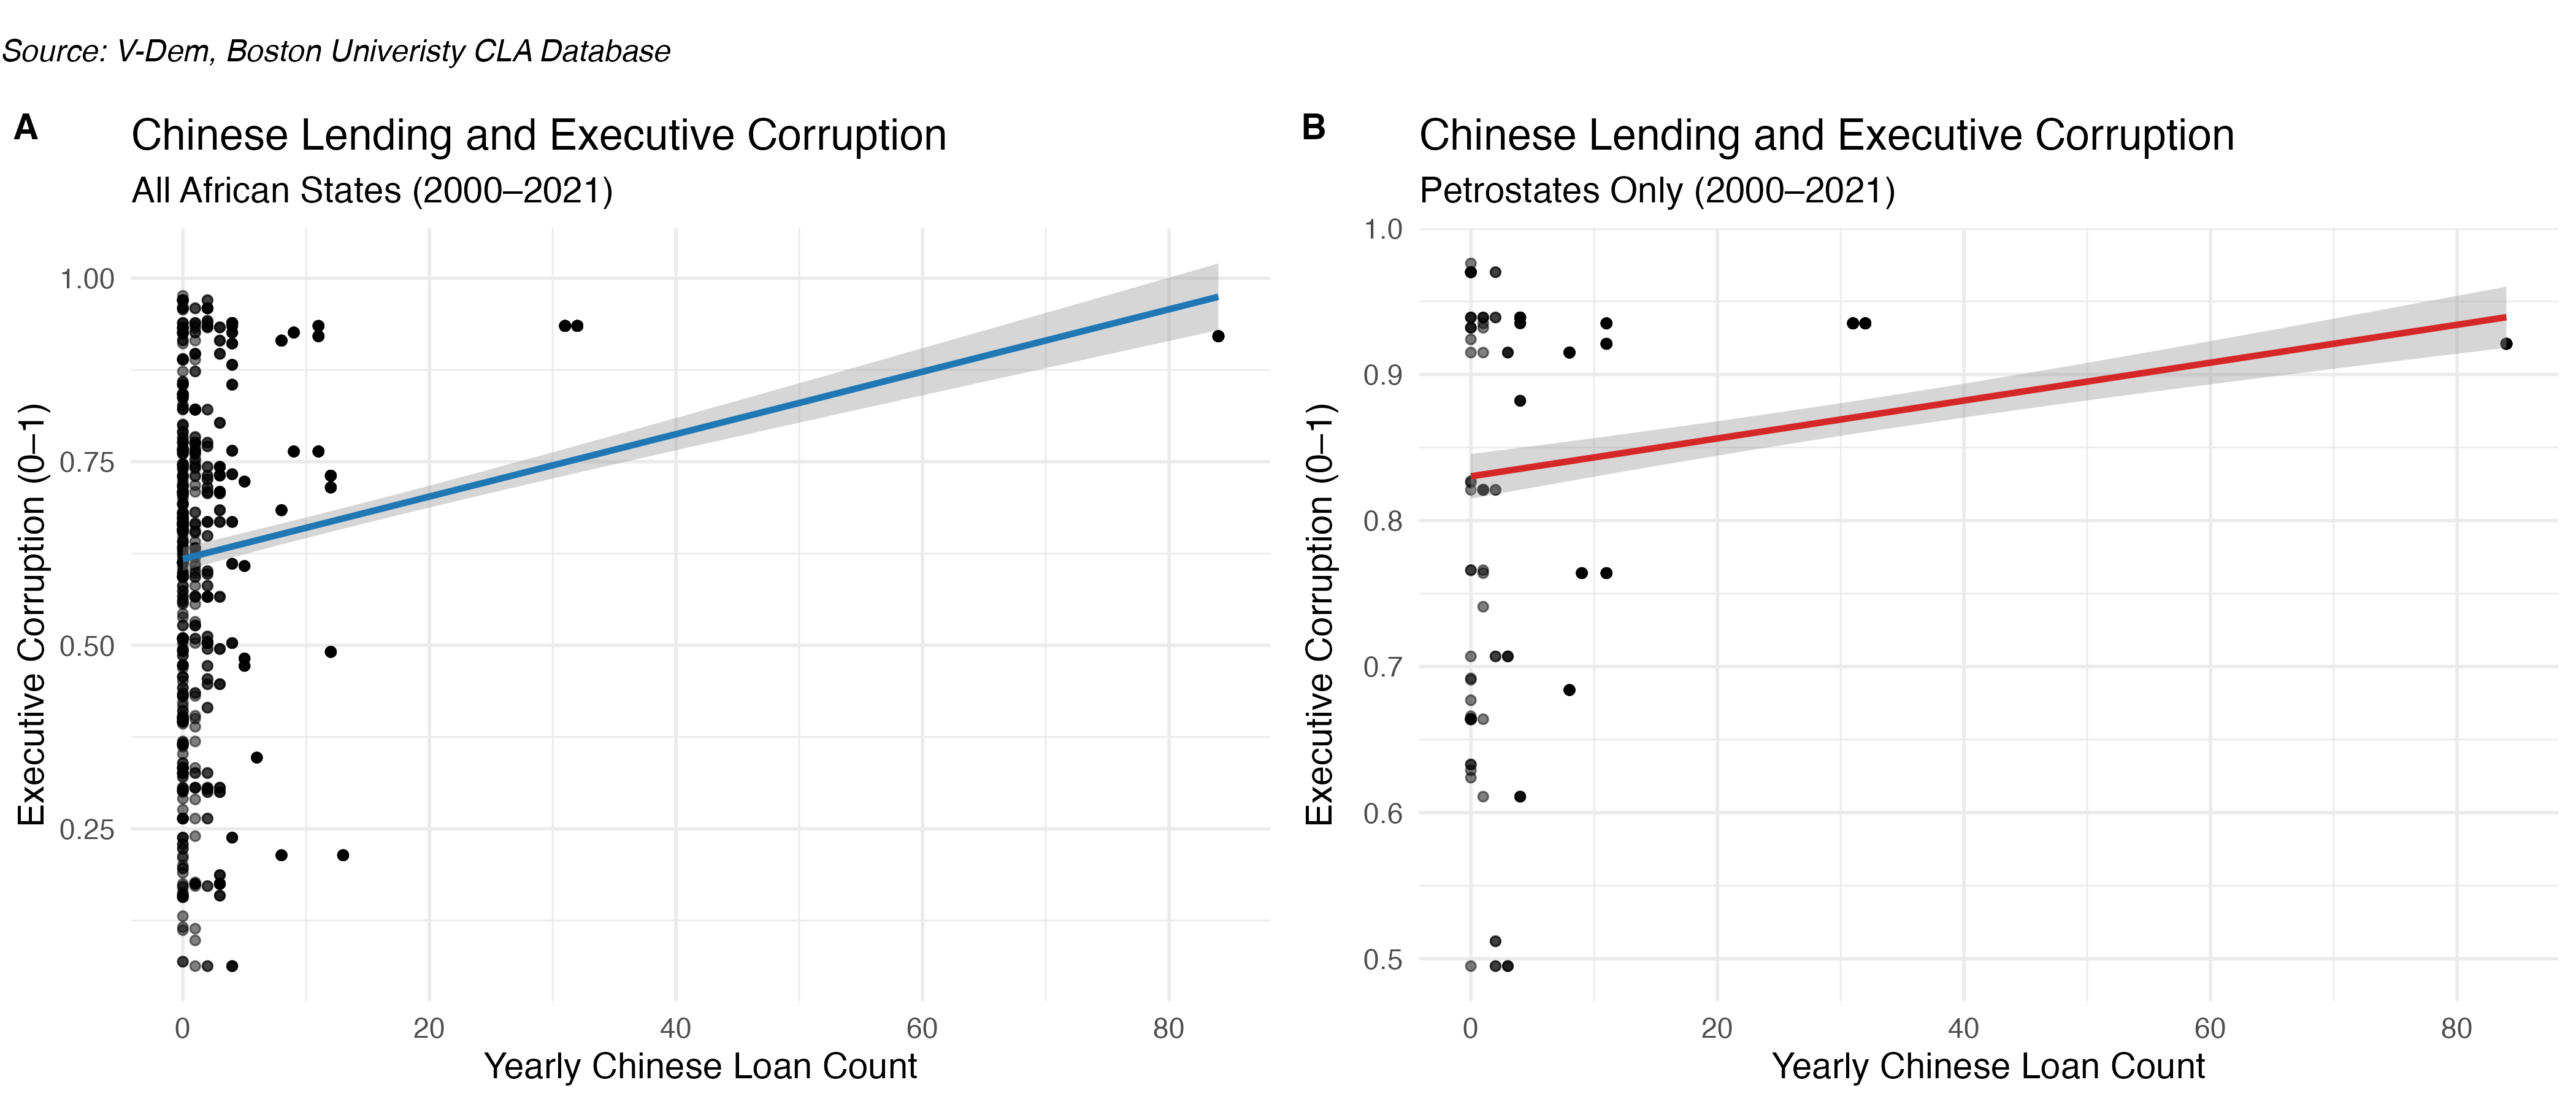 Source: V-Dem, Boston Univeristy CLA Database
A
Chinese Lending and Executive Corruption
All African States (2000–2021)
Executive Corruption (0–1)
1.00
0.75
0.50
0.25
0
20
40
60
80
Yearly Chinese Loan Count
B
Chinese Lending and Executive Corruption
Petrostates Only (2000–2021)
Executive Corruption (0–1)
1.0
0.9
0.8
0.7
0.6
0.5
0
20
40
60
80
Yearly Chinese Loan Count